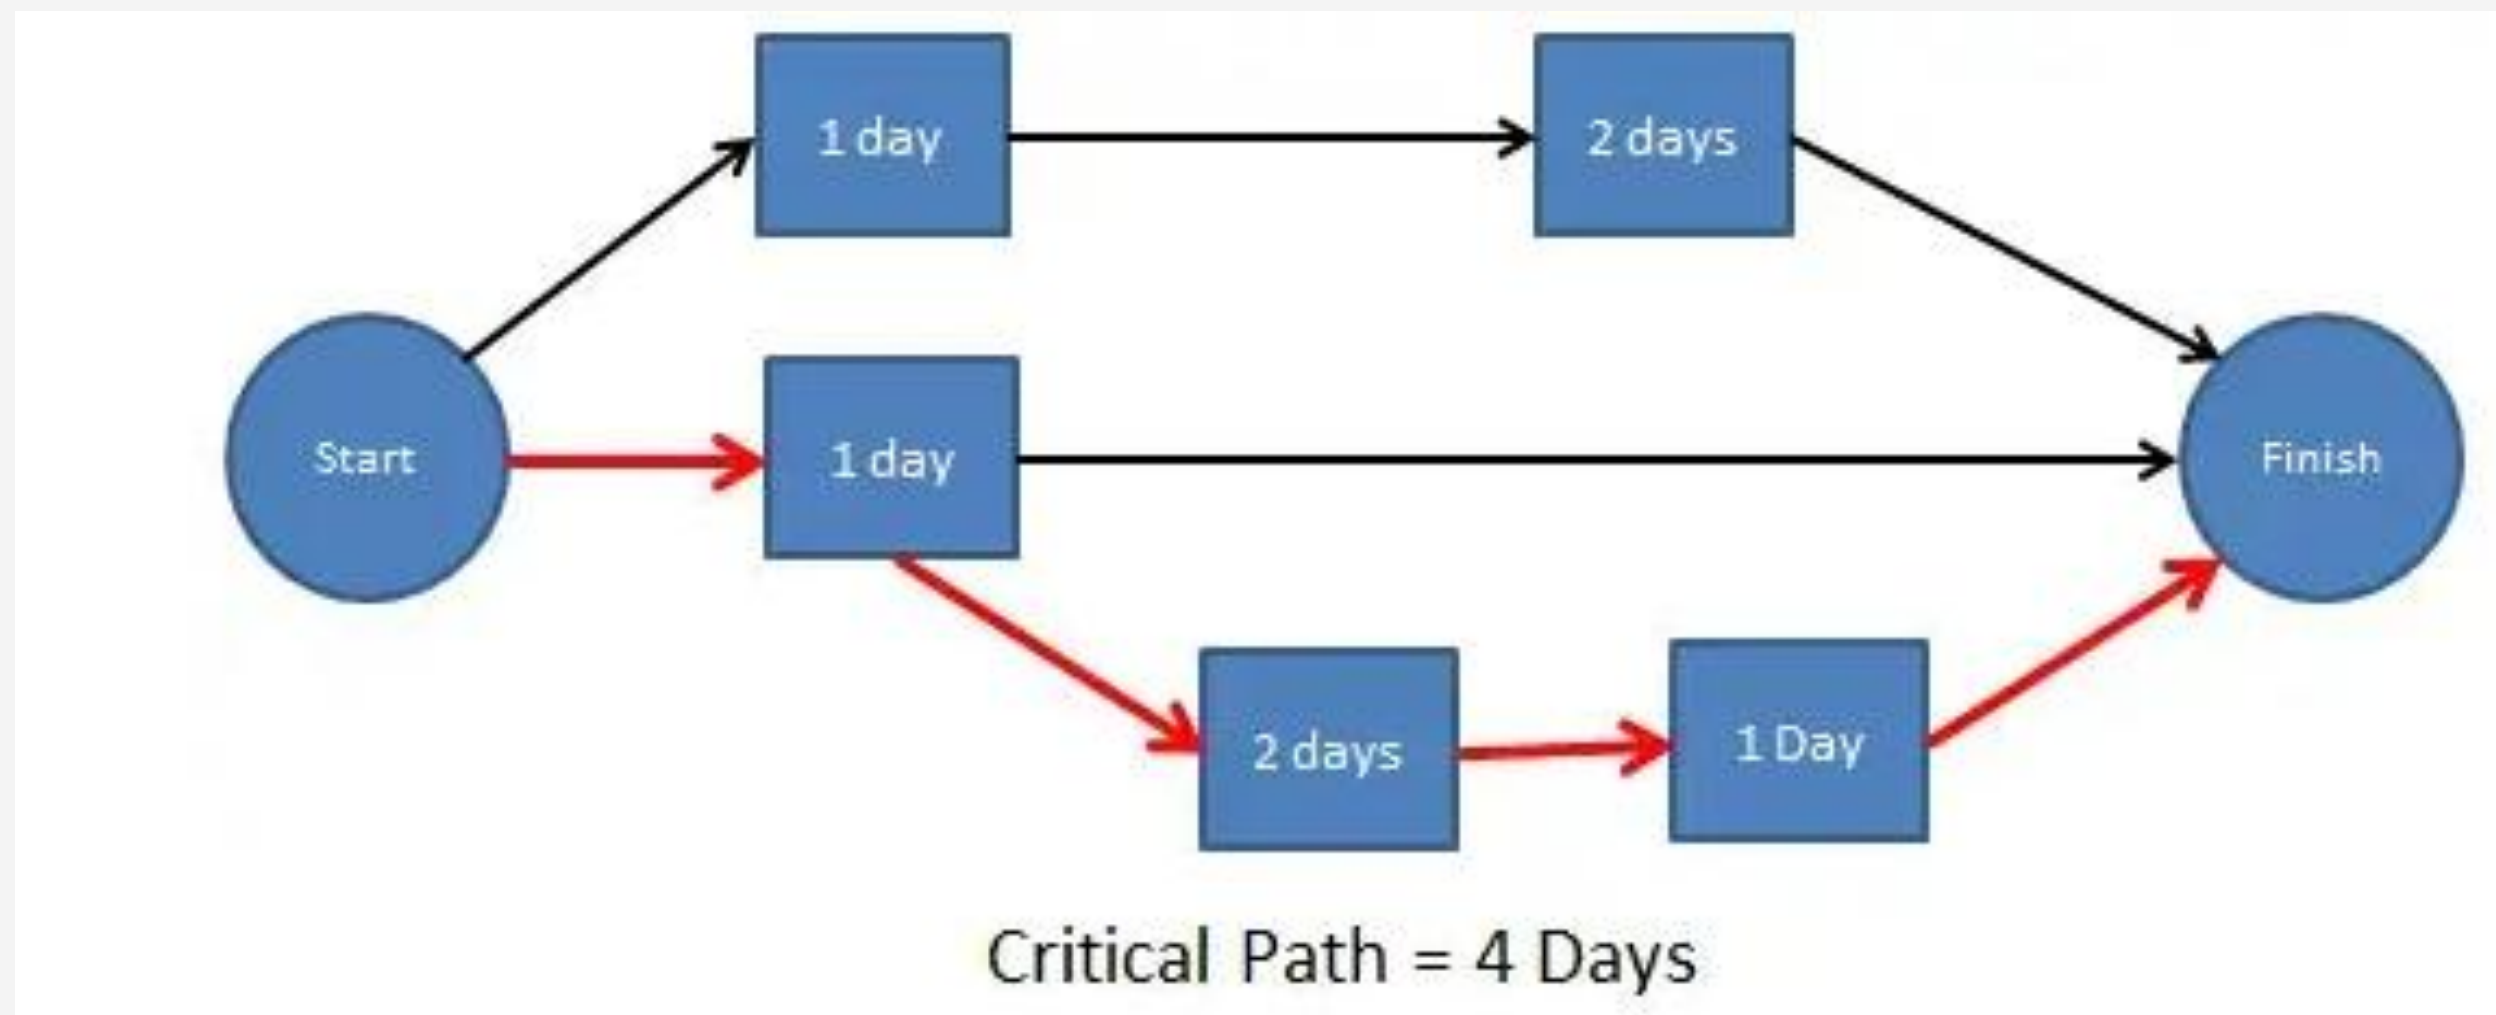 1 day
2 days
Start
1 day
Finish
2 days
1 Day
Critical Path = 4 Days